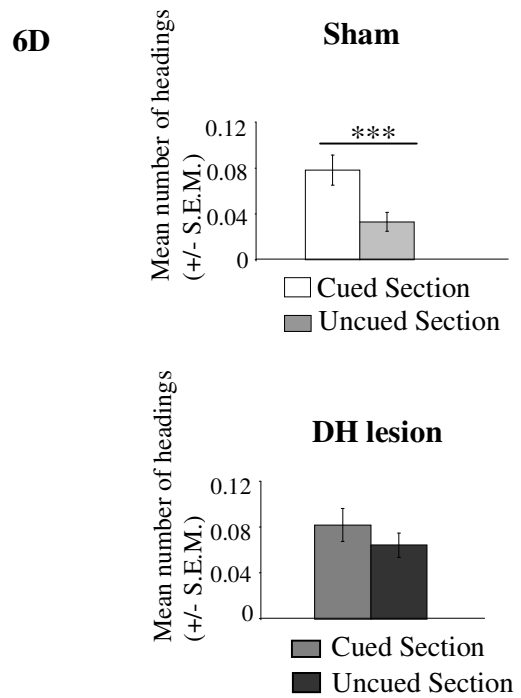 6D
Sham
Mean number of headings
(+/- S.E.M.)
0.12
0.08
0.04
0
***
Cued Section
Uncued Section
DH lesion
Mean number of headings
(+/- S.E.M.)
0.12
0.08
0.04
0
Cued Section
Uncued Section